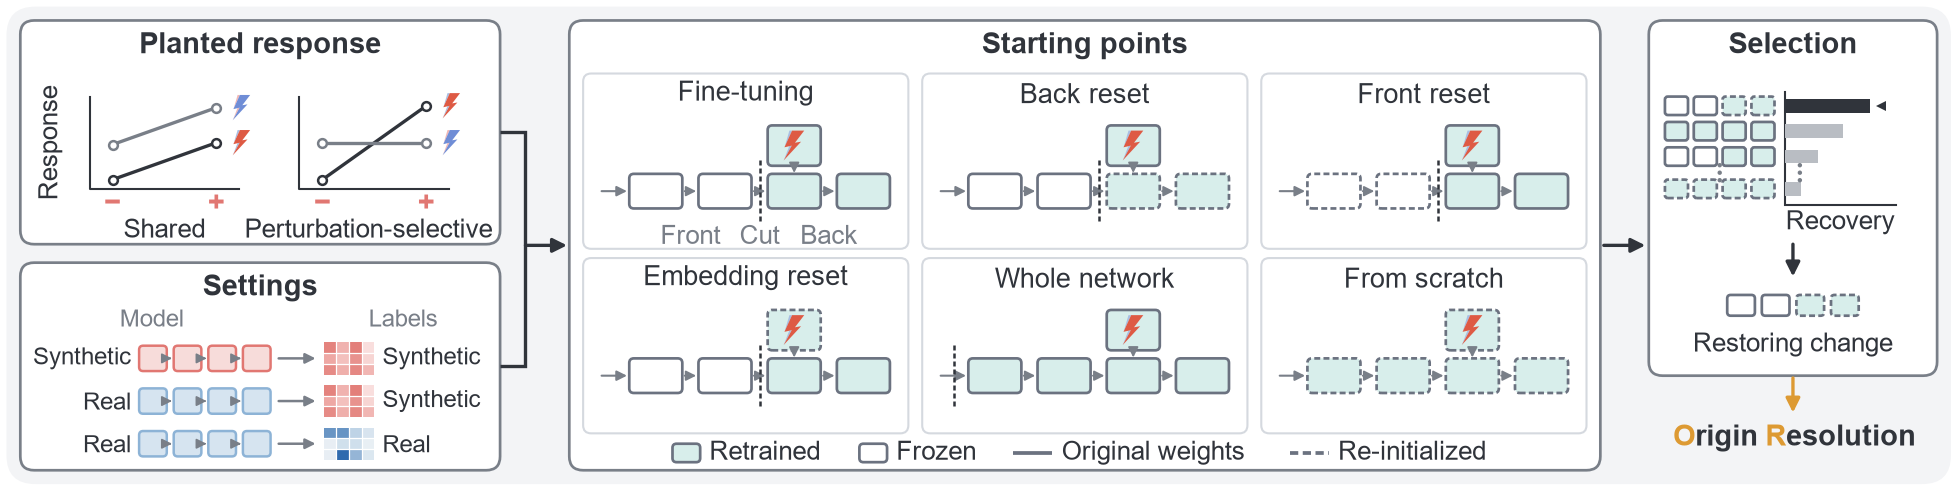 Planted response
Response
− +
− +
Shared
Perturbation-selective
Settings
Model Labels
Synthetic Synthetic
Real Synthetic
Real Real
Starting points
Fine-tuning
Front Cut Back
Back reset
Front reset
Embedding reset
Whole network
From scratch
Retrained Frozen Original weights Re-initialized
Selection
Recovery
Restoring change
Origin Resolution